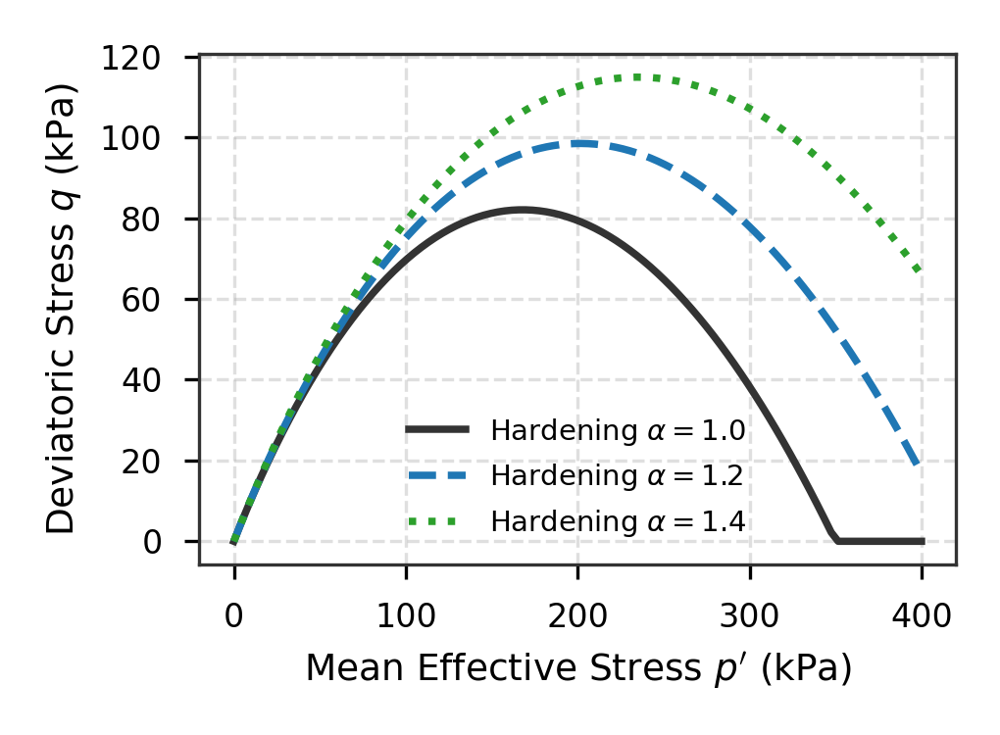 120
100
80
60
40
20
0
Deviatoric Stress q (kPa)
Hardening α = 1.0
Hardening α = 1.2
Hardening α = 1.4
0 100 200 300 400
Mean Effective Stress p′ (kPa)